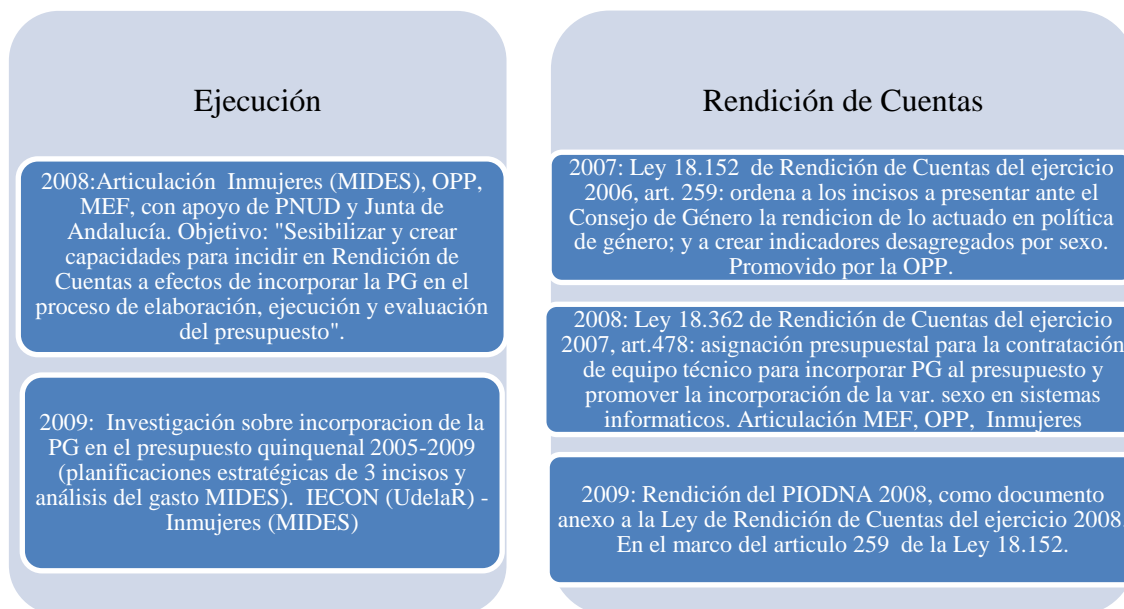 Ejecución
2008:Articulación Inmujeres (MIDES), OPP,
MEF, con apoyo de PNUD y Junta de
Andalucía. Objetivo: "Sesibilizar y crear
capacidades para incidir en Rendición de
Cuentas a efectos de incorporar la PG en el
proceso de elaboración, ejecución y evaluación
del presupuesto".
2009: Investigación sobre incorporacion de la
PG en el presupuesto quinquenal 2005-2009
(planificaciones estratégicas de 3 incisos y
análisis del gasto MIDES). IECON (UdelaR) -
Inmujeres (MIDES)
Rendición de Cuentas
2007: Ley 18.152 de Rendición de Cuentas del ejercicio
2006, art. 259: ordena a los incisos a presentar ante el
Consejo de Género la rendicion de lo actuado en política
de género; y a crear indicadores desagregados por sexo.
Promovido por la OPP.
2008: Ley 18.362 de Rendición de Cuentas del ejercicio
2007, art.478: asignación presupuestal para la contratación
de equipo técnico para incorporar PG al presupuesto y
promover la incorporación de la var. sexo en sistemas
informaticos. Articulación MEF, OPP, Inmujeres
2009: Rendición del PIODNA 2008, como documento
anexo a la Ley de Rendición de Cuentas del ejercicio 2008.
En el marco del articulo 259 de la Ley 18.152.